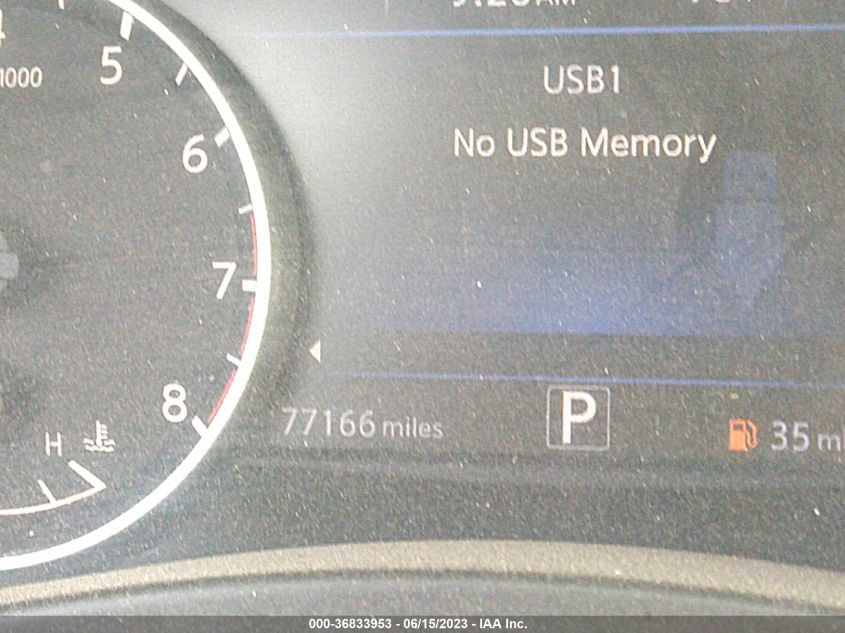 5
1000
6
7
8
H
USB1
No USB Memory
77166 miles
P
35
000-36833953 - 06/15/2023 - IAA Inc.